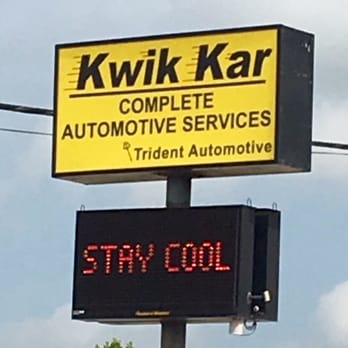 Kwik Kar
COMPLETE
AUTOMOTIVE SERVICES
Trident Automotive
STAY COOL